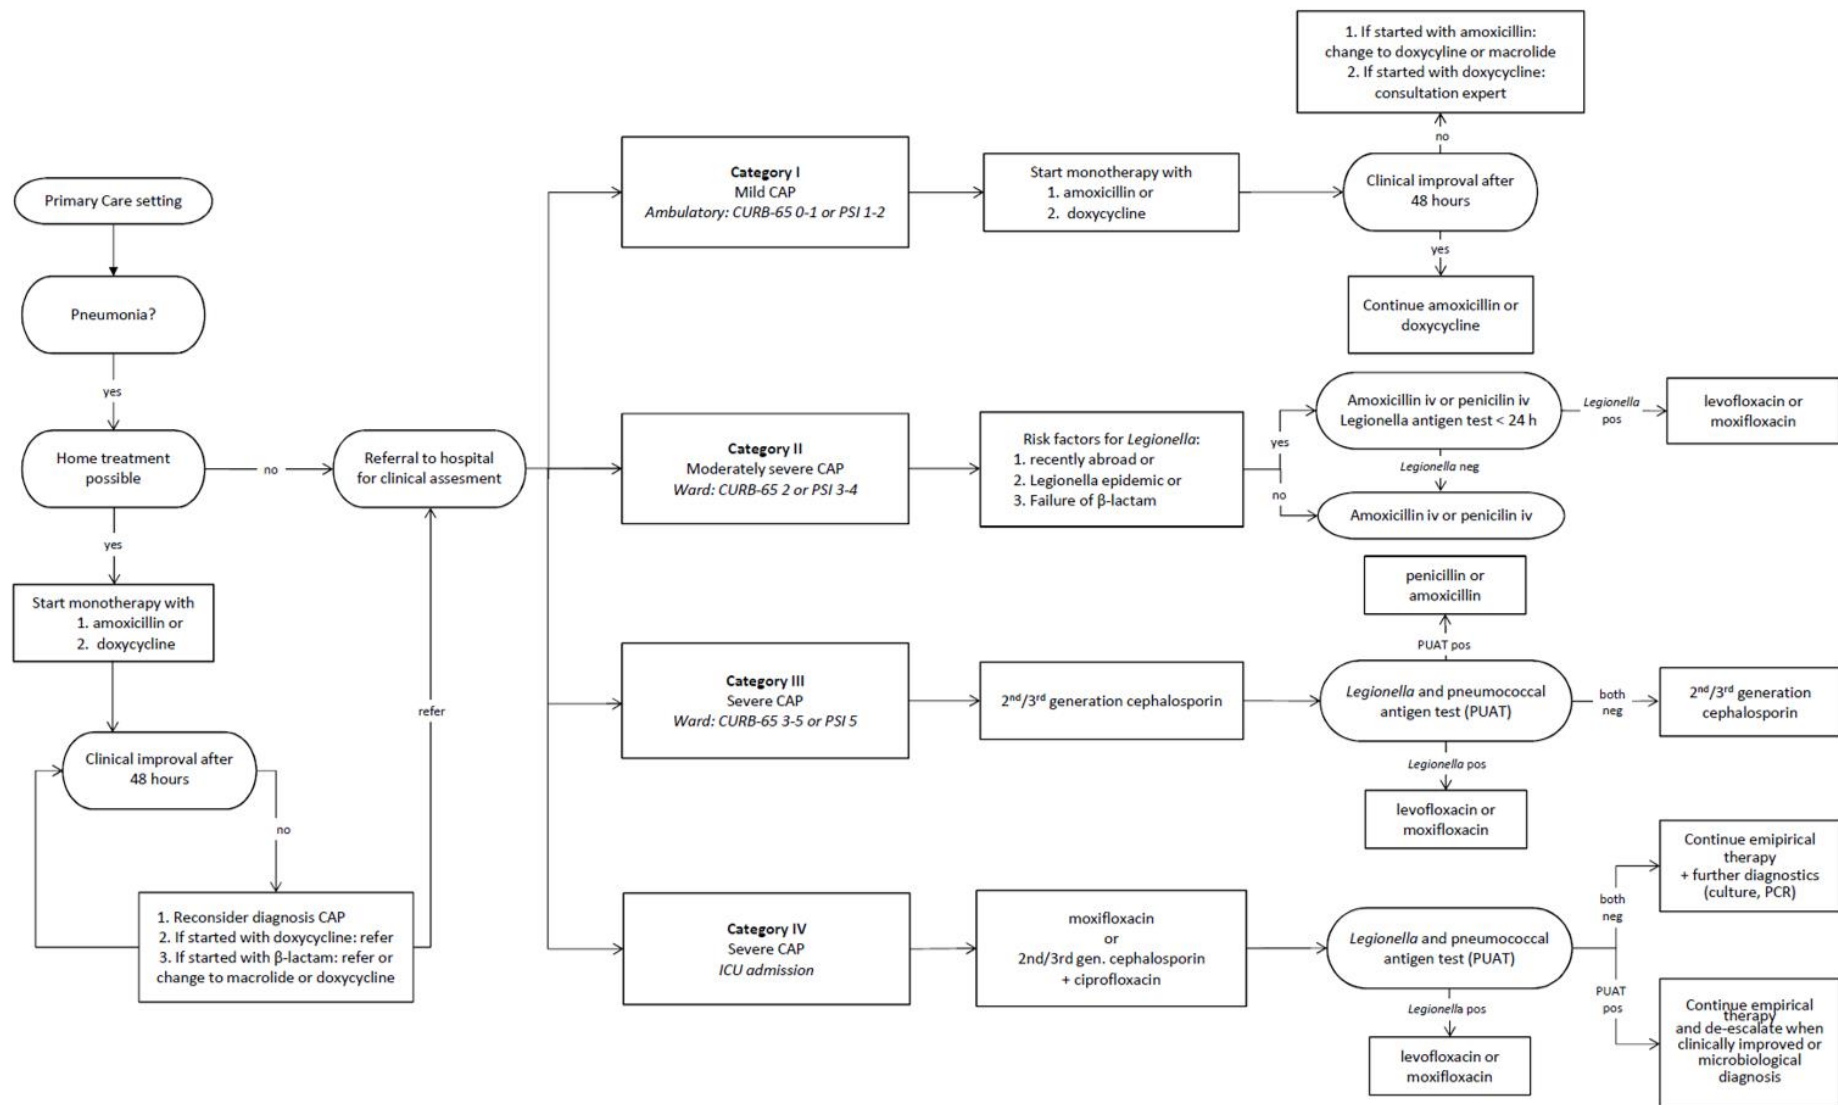 Primary Care setting
Pneumonia?
yes
Home treatment
possible
no
yes
Start monotherapy with
1. amoxicillin or
2. doxycycline
Clinical improval after
48 hours
no
1. Reconsider diagnosis CAP
2. If started with doxycycline: refer
3. If started with β-lactam: refer or
change to macrolide or doxycycline
refer
Referral to hospital
for clinical assesment
Category I
Mild CAP
Ambulatory: CURB-65 0-1 or PSI 1-2
Start monotherapy with
1. amoxicillin or
2. doxycycline
Clinical improval after
48 hours
no
1. If started with amoxicillin:
change to doxycyline or macrolide
2. If started with doxycycline:
consultation expert
yes
Continue amoxicillin or
doxycycline
Category II
Moderately severe CAP
Ward: CURB-65 2 or PSI 3-4
Risk factors for Legionella:
1. recently abroad or
2. Legionella epidemic or
3. Failure of β-lactam
yes
no
Amoxicillin iv or penicilin iv
Legionella antigen test < 24 h
Legionella
pos
levofloxacin or
moxifloxacin
Legionella neg
Amoxicillin iv or penicilin iv
Category III
Severe CAP
Ward: CURB-65 3-5 or PSI 5
2nd/3rd generation cephalosporin
Legionella and pneumococcal
antigen test (PUAT)
PUAT pos
penicillin or
amoxicillin
both
neg
2nd/3rd generation
cephalosporin
Legionella pos
levofloxacin or
moxifloxacin
Category IV
Severe CAP
ICU admission
moxifloxacin
or
2nd/3rd gen. cephalosporin
+ ciprofloxacin
Legionella and pneumococcal
antigen test (PUAT)
both
neg
Continue emipirical
therapy
+ further diagnostics
(culture, PCR)
PUAT
pos
Continue empirical
therapy
and de-escalate when
clinically improved or
microbiological
diagnosis
Legionella pos
levofloxacin or
moxifloxacin